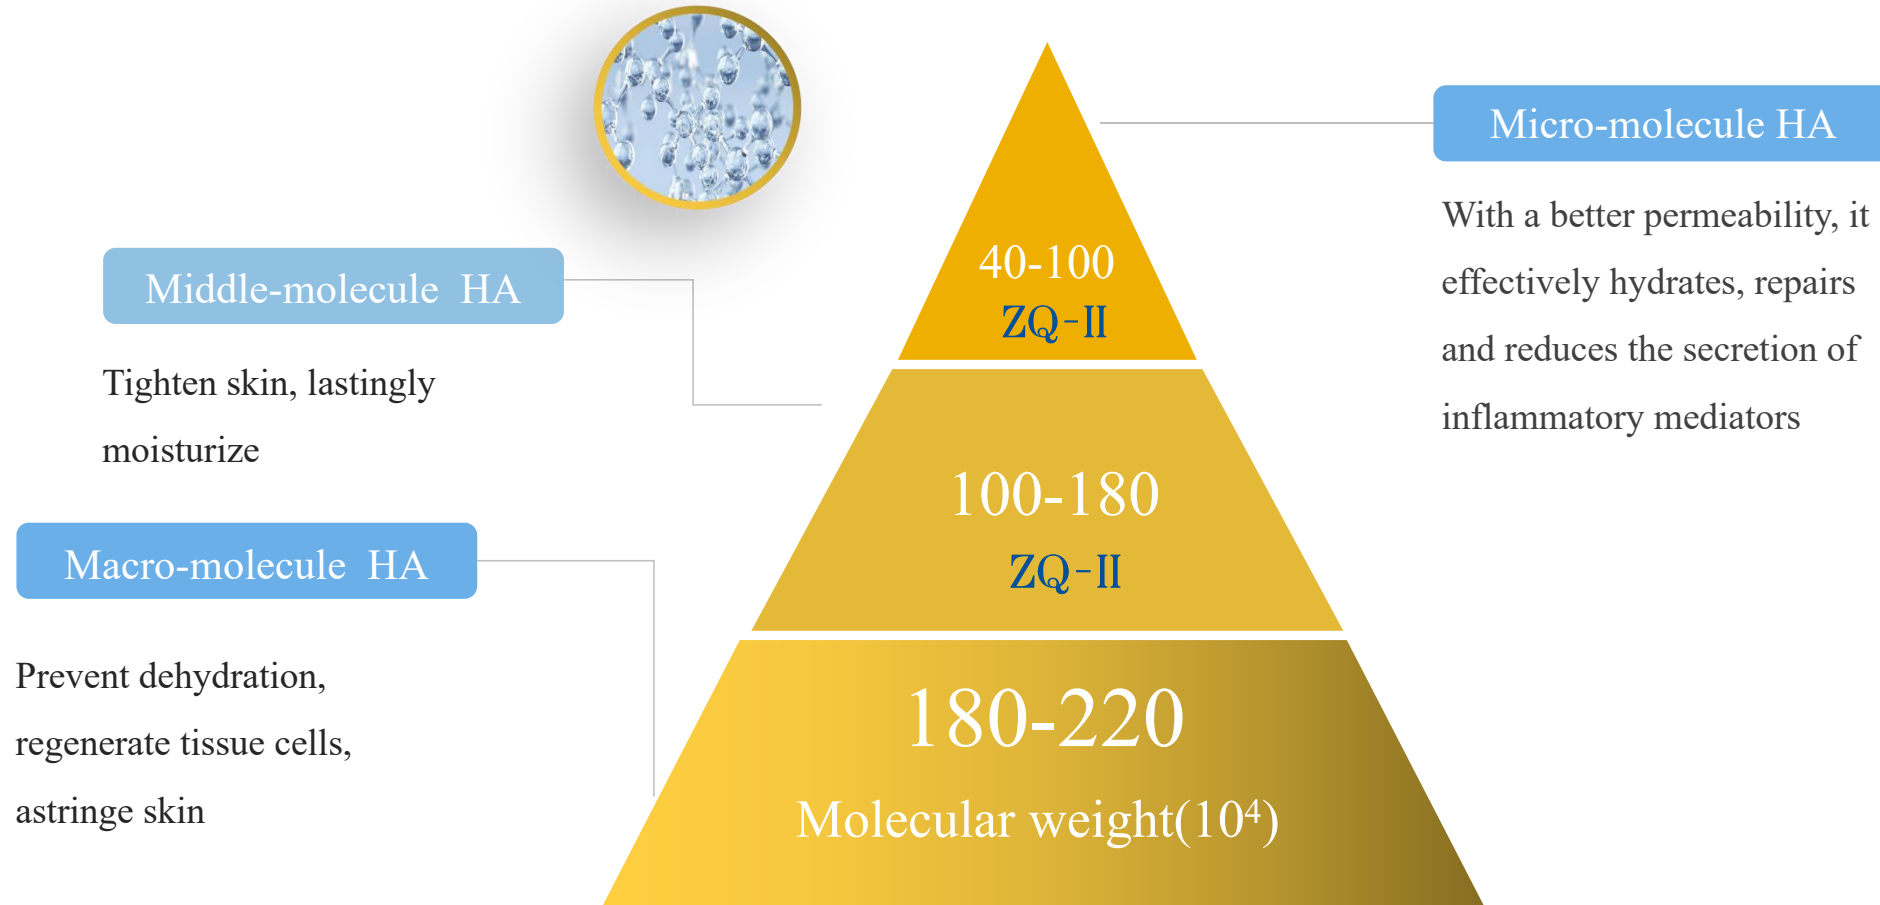 Micro-molecule HA
With a better permeability, it
effectively hydrates, repairs
and reduces the secretion of
inflammatory mediators
Middle-molecule HA
Tighten skin, lastingly
moisturize
Macro-molecule HA
Prevent dehydration,
regenerate tissue cells,
astringe skin
40-100
ZQ-II
100-180
ZQ-II
180-220
Molecular weight(10⁴)